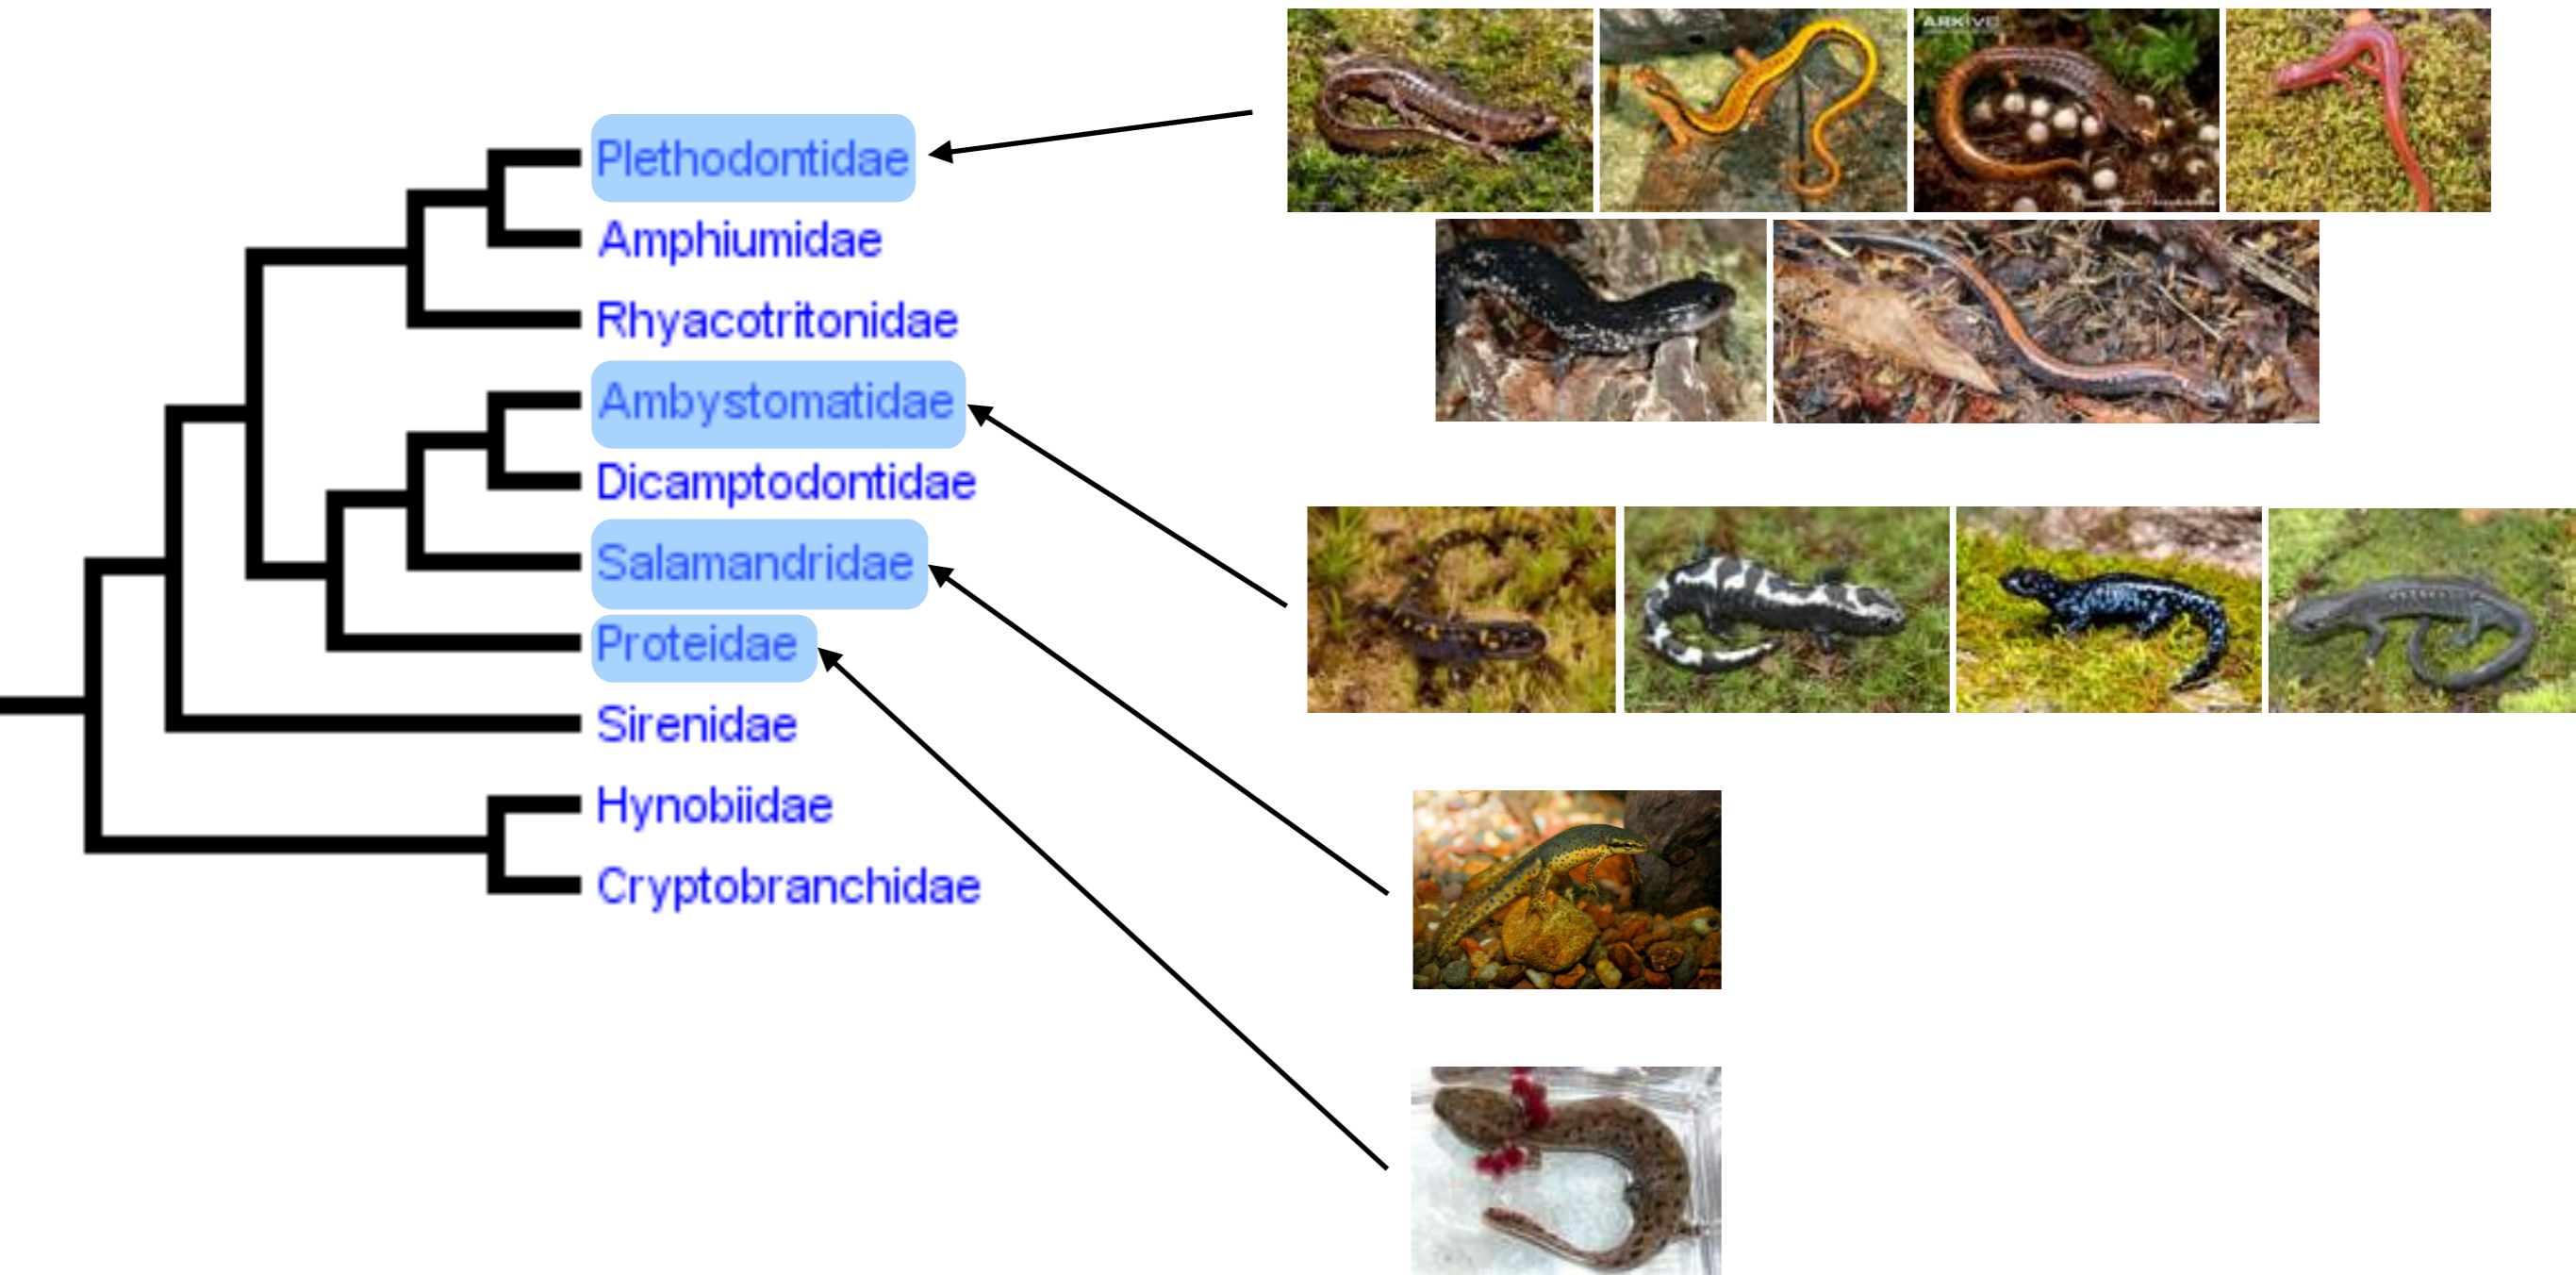 Plethodontidae
Amphiumidae
Rhyacotritonidae
Ambystomatidae
Dicamptodontidae
Salamandridae
Proteidae
Sirenidae
Hynobiidae
Cryptobranchidae
ARKIVE